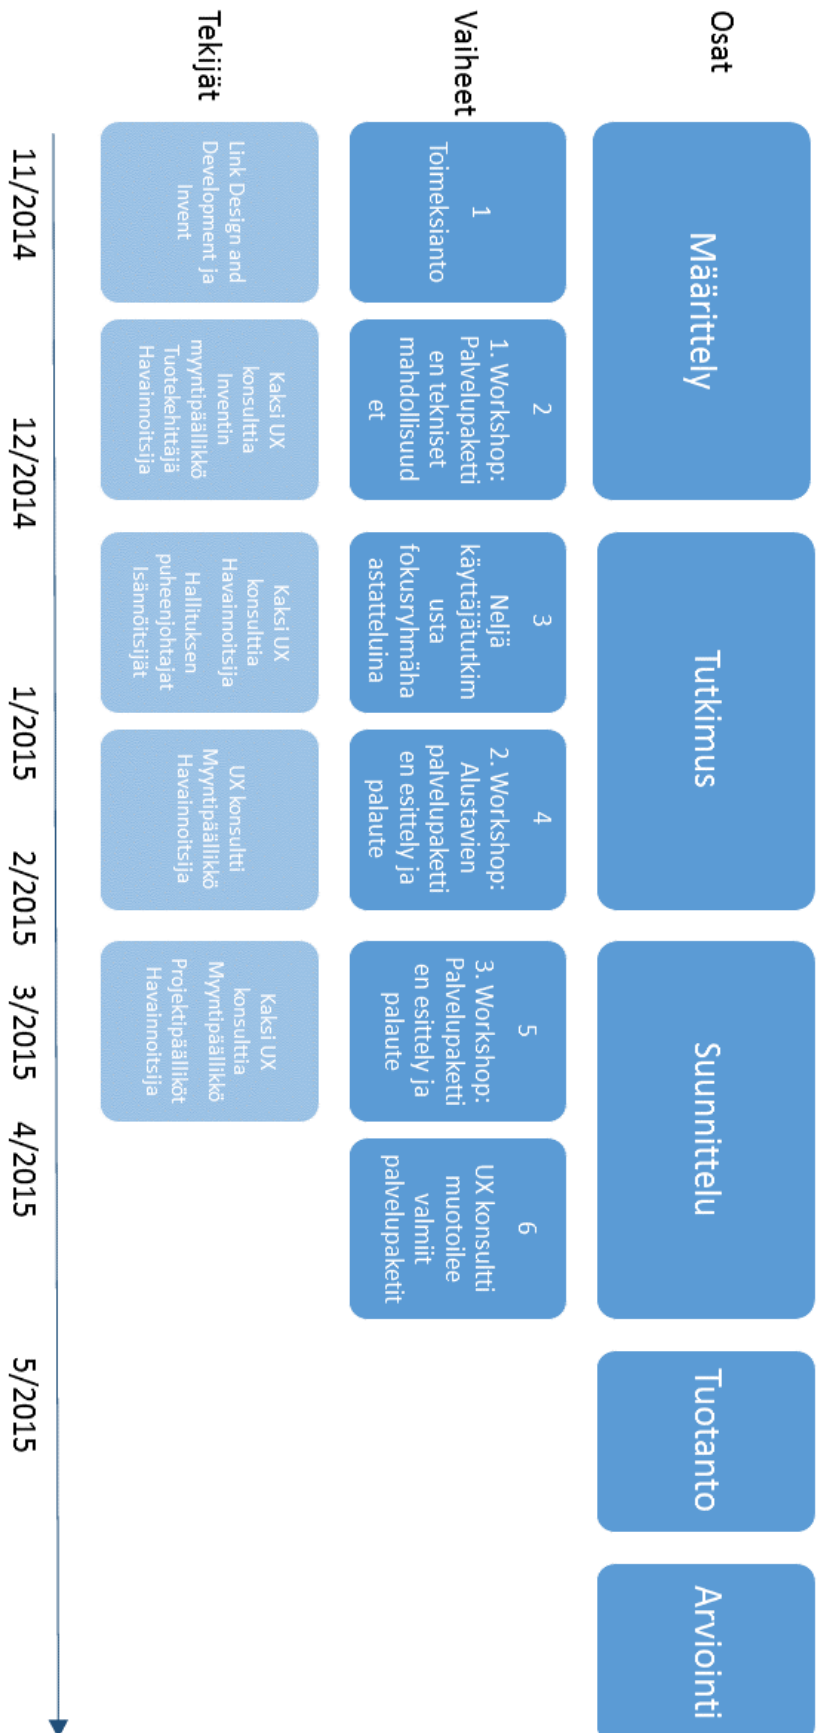 Osat
Määrittely
Tutkimus
Suunnittelu
Tuotanto
Arviointi
Vaiheet
1
Toimeksianto
2
1. Workshop:
Palvelupaketti
en tekniset
mahdollisuud
et
3
Neljä
käyttäjätutkim
usta
fokusryhmäha
astatteluina
4
2. Workshop:
Alustavien
palvelupaketti
en esittely ja
palaute
5
3. Workshop:
Palvelupaketti
en esittely ja
palaute
6
UX konsultti
muotoilee
valmiit
palvelupaketit
Tekijät
Link Design and
Development ja
Invent
Kaksi UX
konsulttia
Inventin
myyntipäällikkö
Tuotekehittäjä
Havainnoitsija
Kaksi UX
konsulttia
Havainnoitsija
Hallituksen
puheenjohtajat
Isännöitsijät
UX konsultti
Myyntipäällikkö
Havainnoitsija
Kaksi UX
konsulttia
Myyntipäällikkö
Projektipäälliköt
Havainnoitsija
11/2014
12/2014
1/2015
2/2015
3/2015
4/2015
5/2015